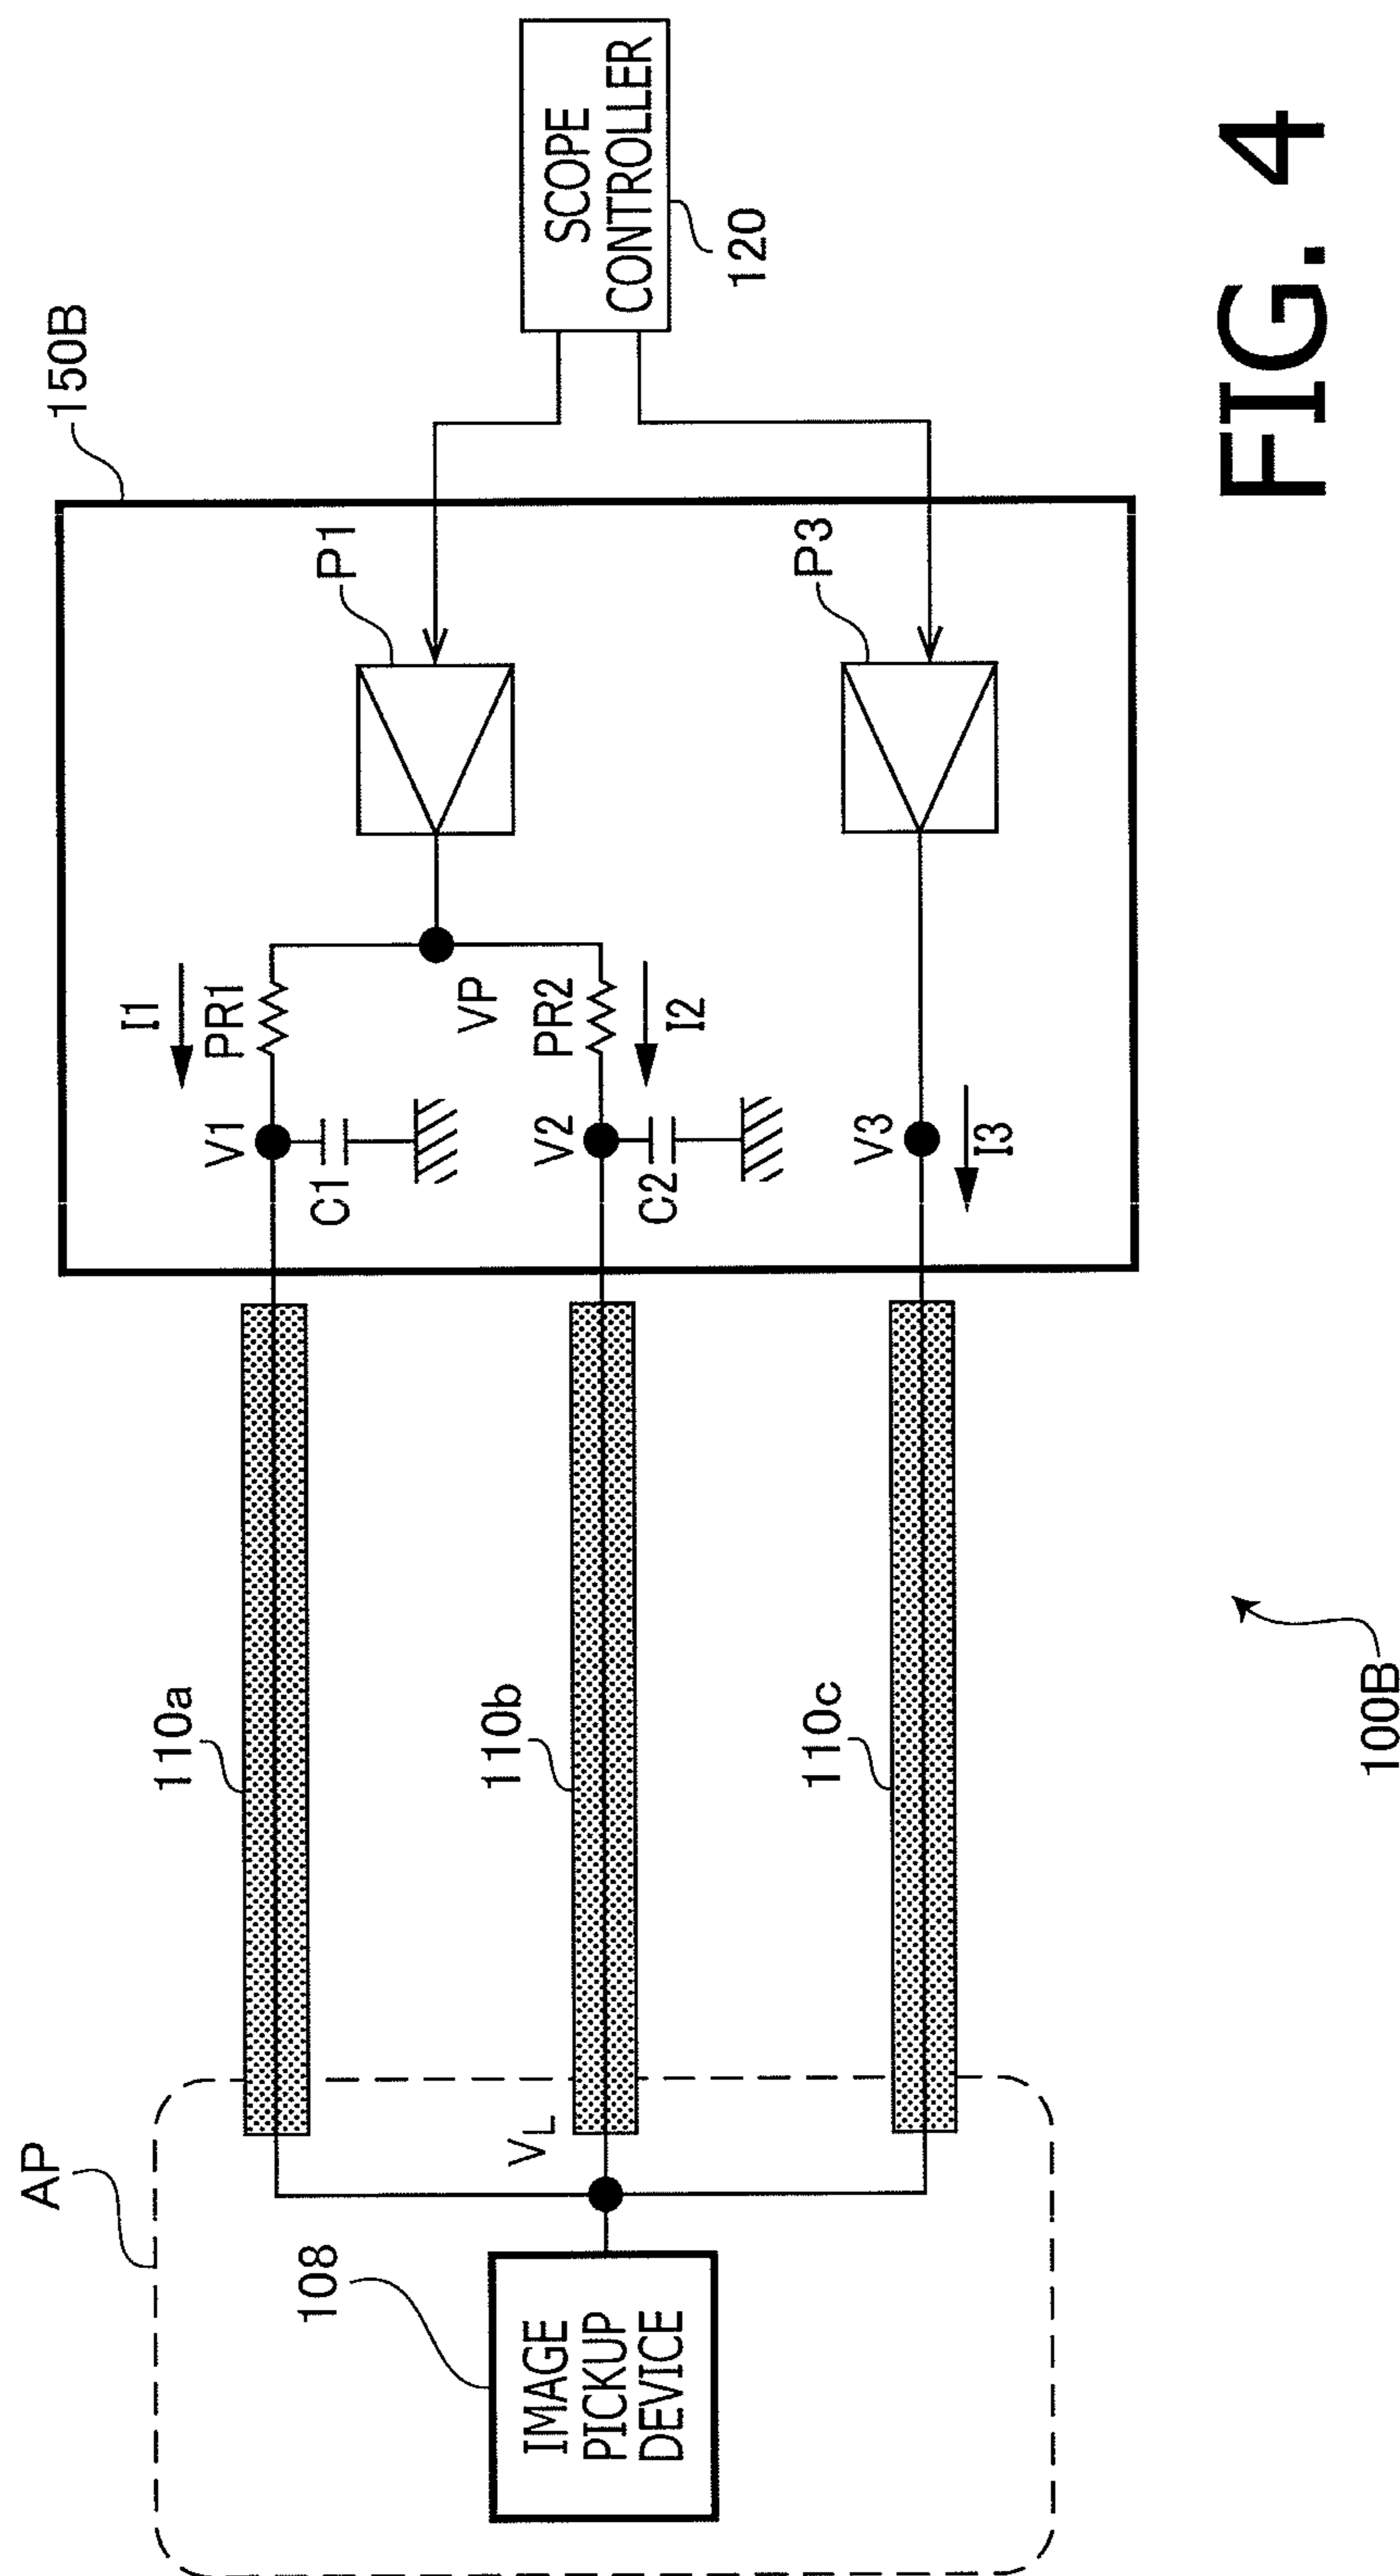 AP
108
IMAGE
PICKUP
DEVICE
VL
110a
110b
110c
150B
V1
C1
PR1
I1
VP
V2
C2
PR2
I2
V3
I3
P1
P3
SCOPE
CONTROLLER
120
100B
FIG. 4